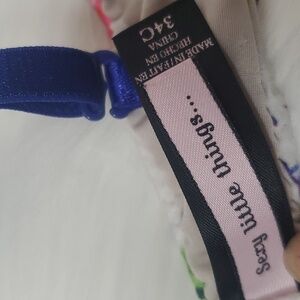 MADE IN / FAIT EN
HECHO EN
CHINA
34C
Sexy little things...